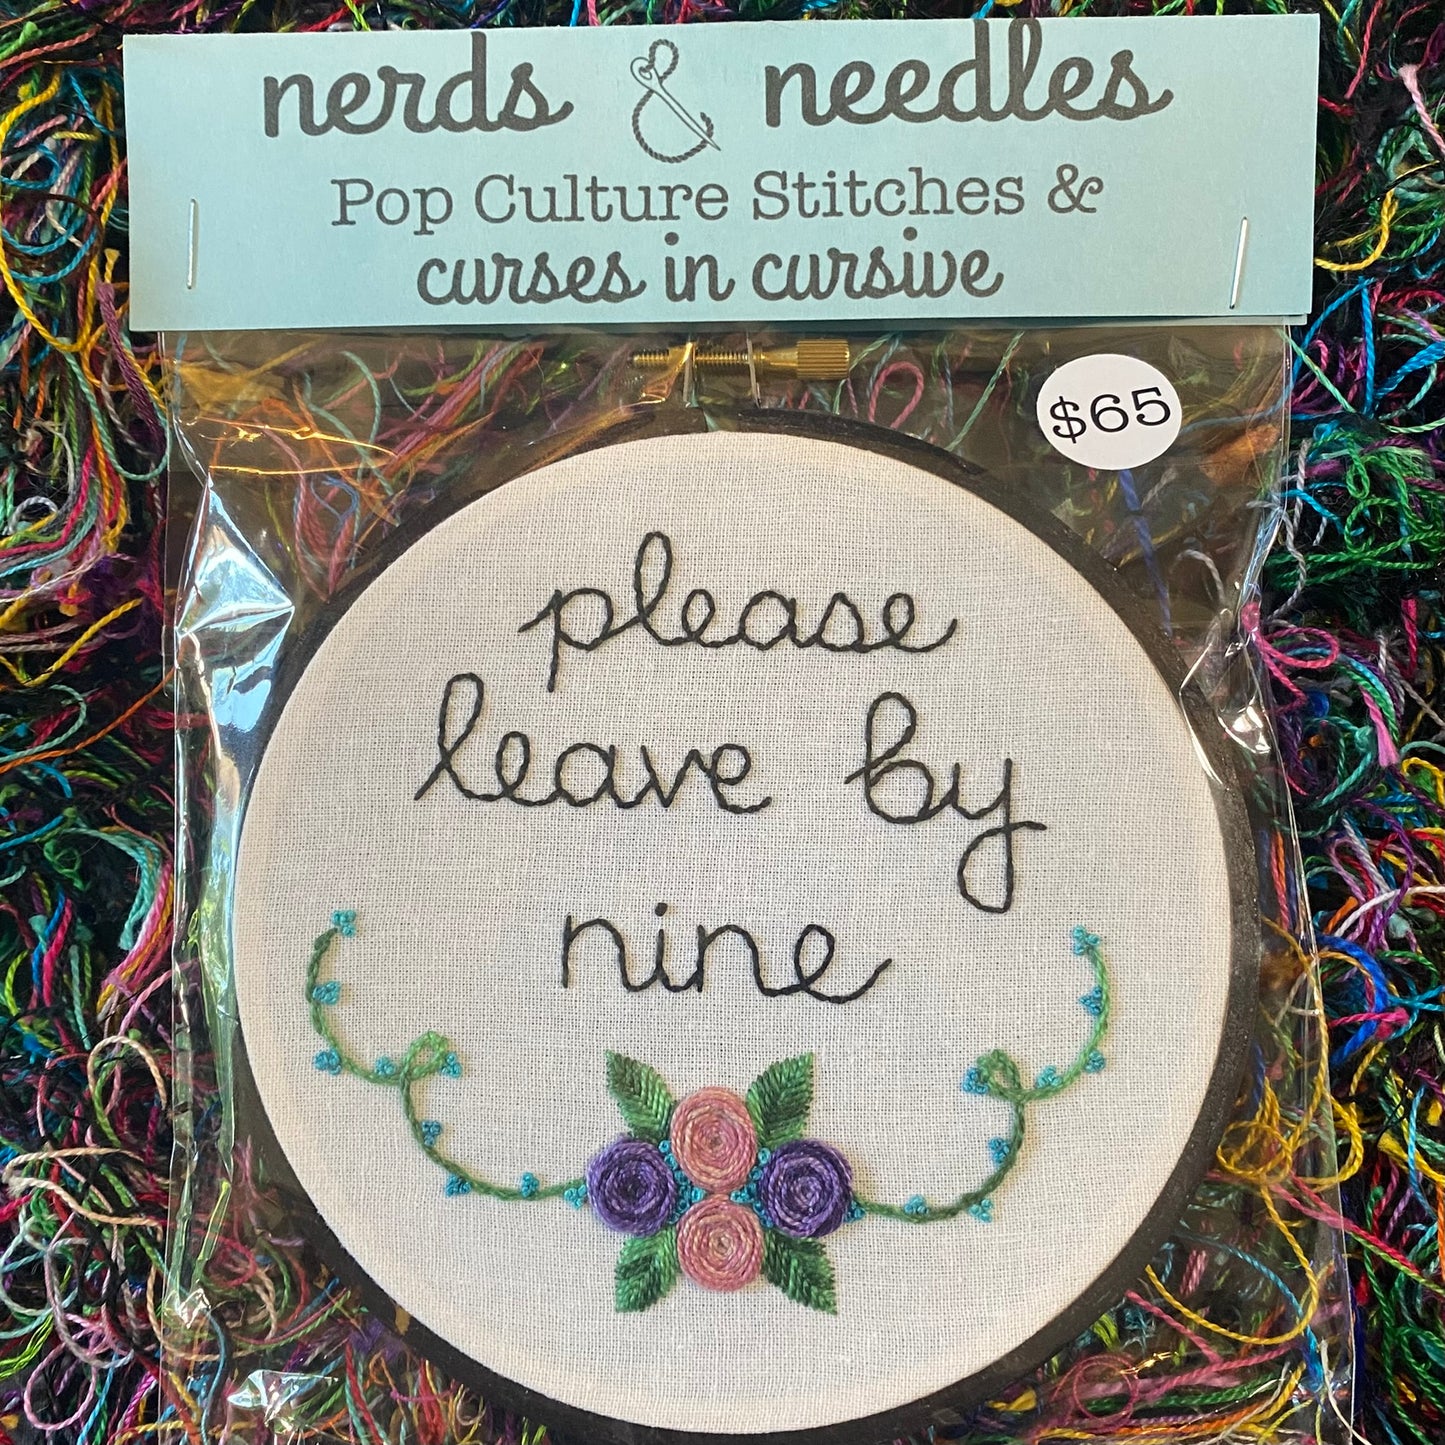 nerds & needles
Pop Culture Stitches &
curses in cursive
$65
please
leave by
nine